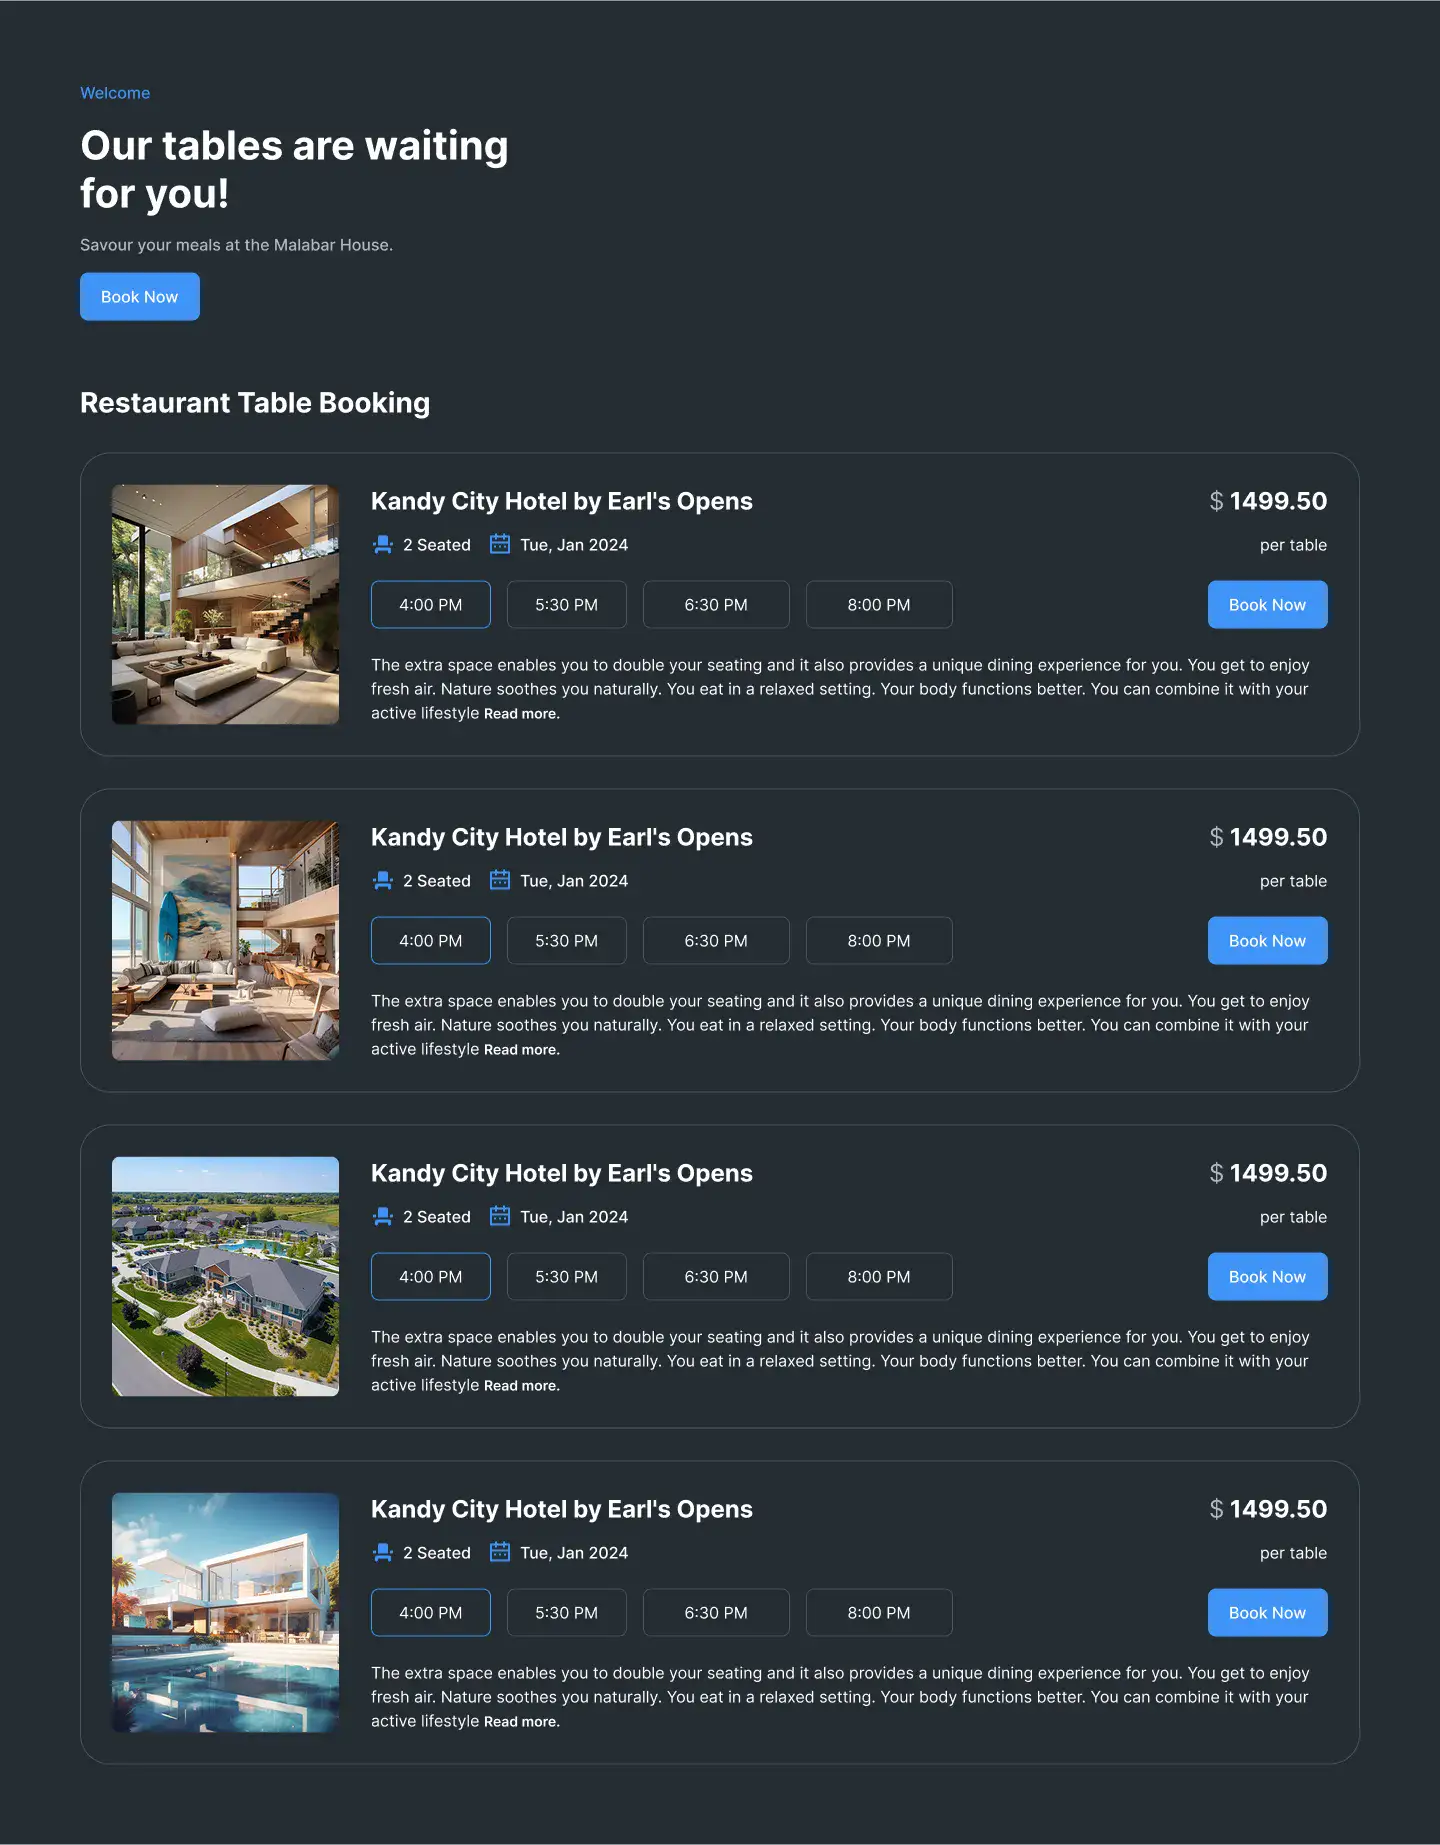 Welcome
Our tables are waiting
for you!
Savour your meals at the Malabar House.
Book Now
Restaurant Table Booking
Kandy City Hotel by Earl's Opens
$ 1499.50
2 Seated
Tue, Jan 2024
per table
4:00 PM
5:30 PM
6:30 PM
8:00 PM
Book Now
The extra space enables you to double your seating and it also provides a unique dining experience for you. You get to enjoy
fresh air. Nature soothes you naturally. You eat in a relaxed setting. Your body functions better. You can combine it with your
active lifestyle Read more.
Kandy City Hotel by Earl's Opens
$ 1499.50
2 Seated
Tue, Jan 2024
per table
4:00 PM
5:30 PM
6:30 PM
8:00 PM
Book Now
The extra space enables you to double your seating and it also provides a unique dining experience for you. You get to enjoy
fresh air. Nature soothes you naturally. You eat in a relaxed setting. Your body functions better. You can combine it with your
active lifestyle Read more.
Kandy City Hotel by Earl's Opens
$ 1499.50
2 Seated
Tue, Jan 2024
per table
4:00 PM
5:30 PM
6:30 PM
8:00 PM
Book Now
The extra space enables you to double your seating and it also provides a unique dining experience for you. You get to enjoy
fresh air. Nature soothes you naturally. You eat in a relaxed setting. Your body functions better. You can combine it with your
active lifestyle Read more.
Kandy City Hotel by Earl's Opens
$ 1499.50
2 Seated
Tue, Jan 2024
per table
4:00 PM
5:30 PM
6:30 PM
8:00 PM
Book Now
The extra space enables you to double your seating and it also provides a unique dining experience for you. You get to enjoy
fresh air. Nature soothes you naturally. You eat in a relaxed setting. Your body functions better. You can combine it with your
active lifestyle Read more.